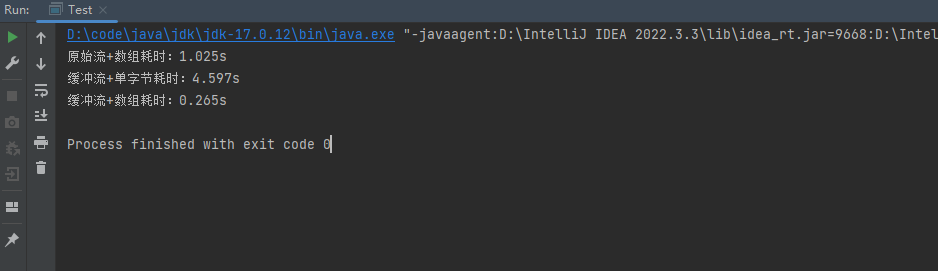 Run: Test
D:\code\java\jdk\jdk-17.0.12\bin\java.exe "-javaagent:D:\IntelliJ IDEA 2022.3.3\lib\idea_rt.jar=9668:D:\Intel
原始流+数组耗时：1.025s
缓冲流+单字节耗时：4.597s
缓冲流+数组耗时：0.265s
Process finished with exit code 0